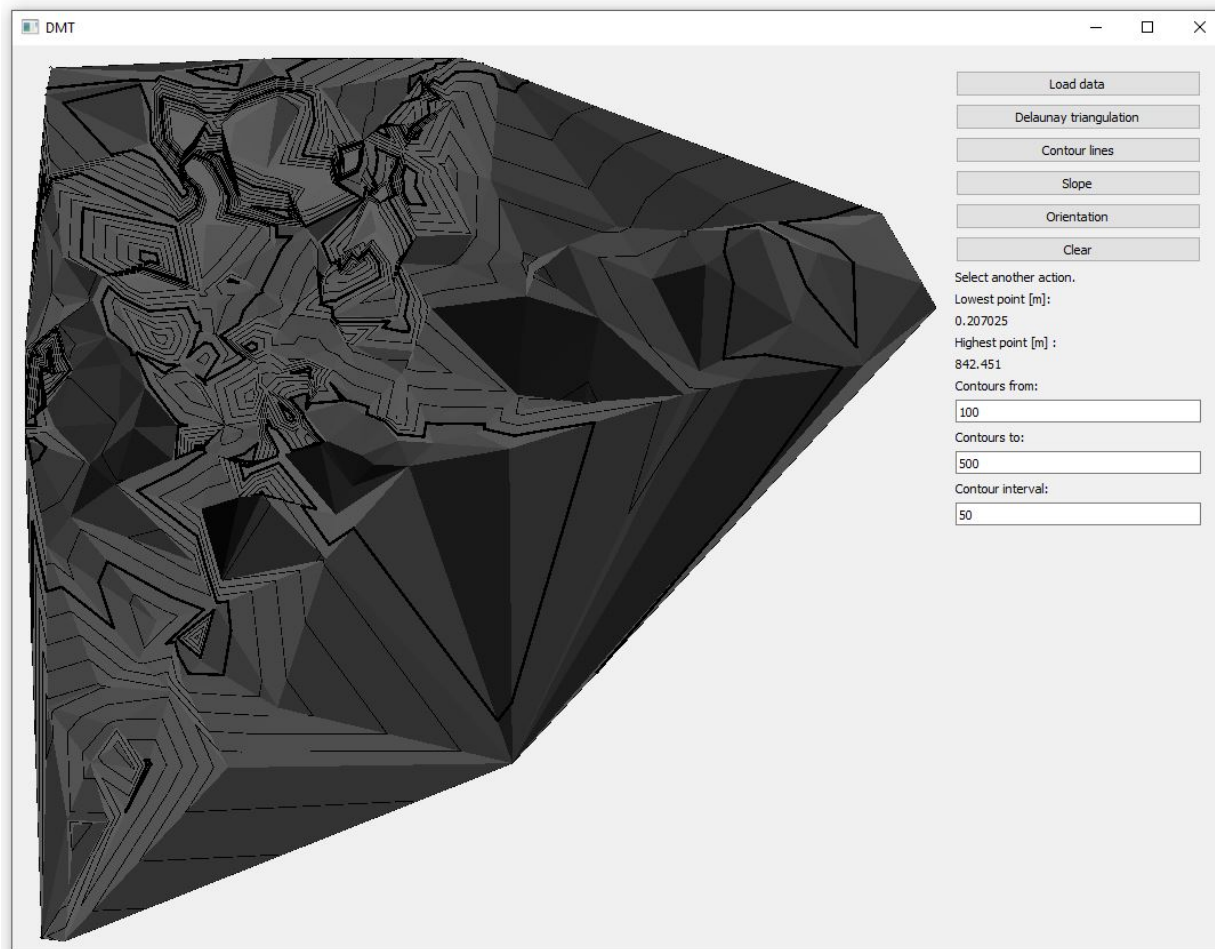 DMT
Load data
Delaunay triangulation
Contour lines
Slope
Orientation
Clear
Select another action.
Lowest point [m]:
0.207025
Highest point [m] :
842.451
Contours from:
100
Contours to:
500
Contour interval:
50